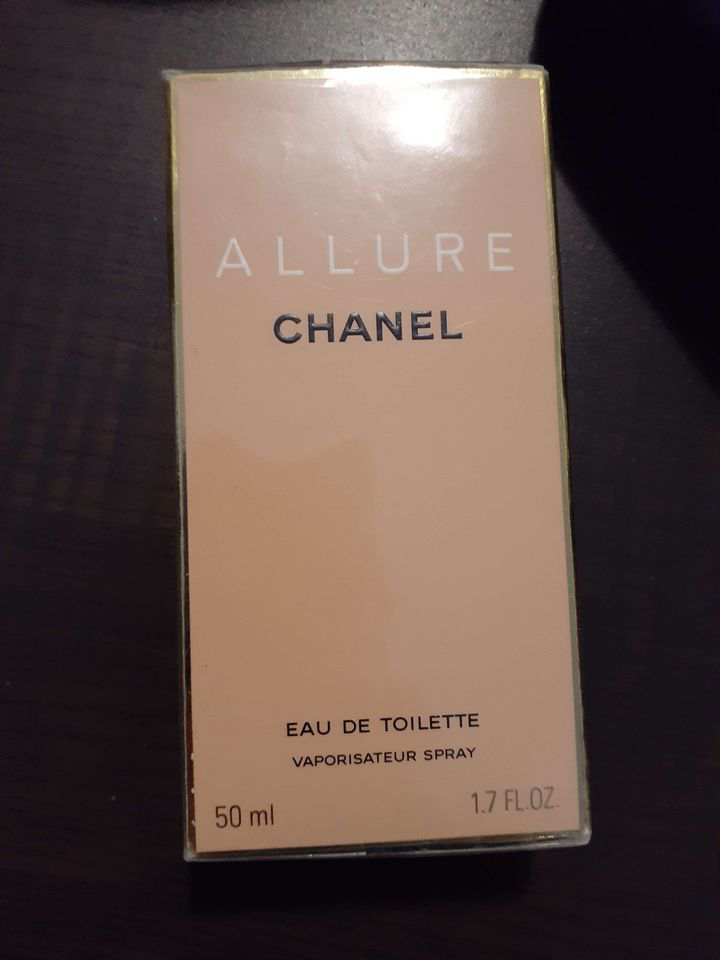 ALLURE
CHANEL
EAU DE TOILETTE
VAPORISATEUR SPRAY
50 ml 1.7 FL.OZ.